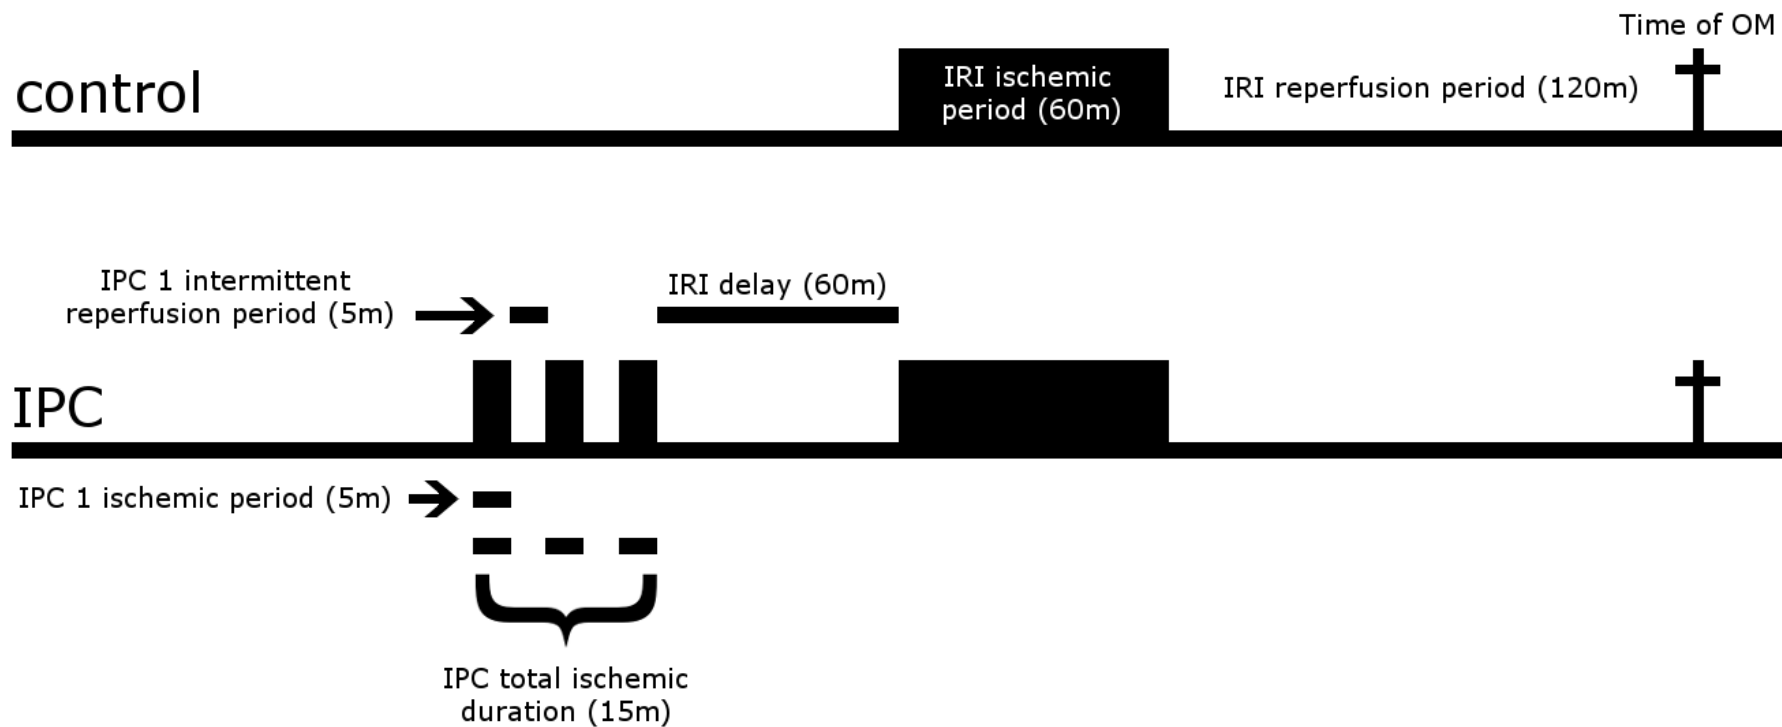 Time of OM
control
IRI ischemic
period (60m)
IRI reperfusion period (120m)
IPC 1 intermittent
reperfusion period (5m)
IRI delay (60m)
IPC
IPC 1 ischemic period (5m)
IPC total ischemic
duration (15m)